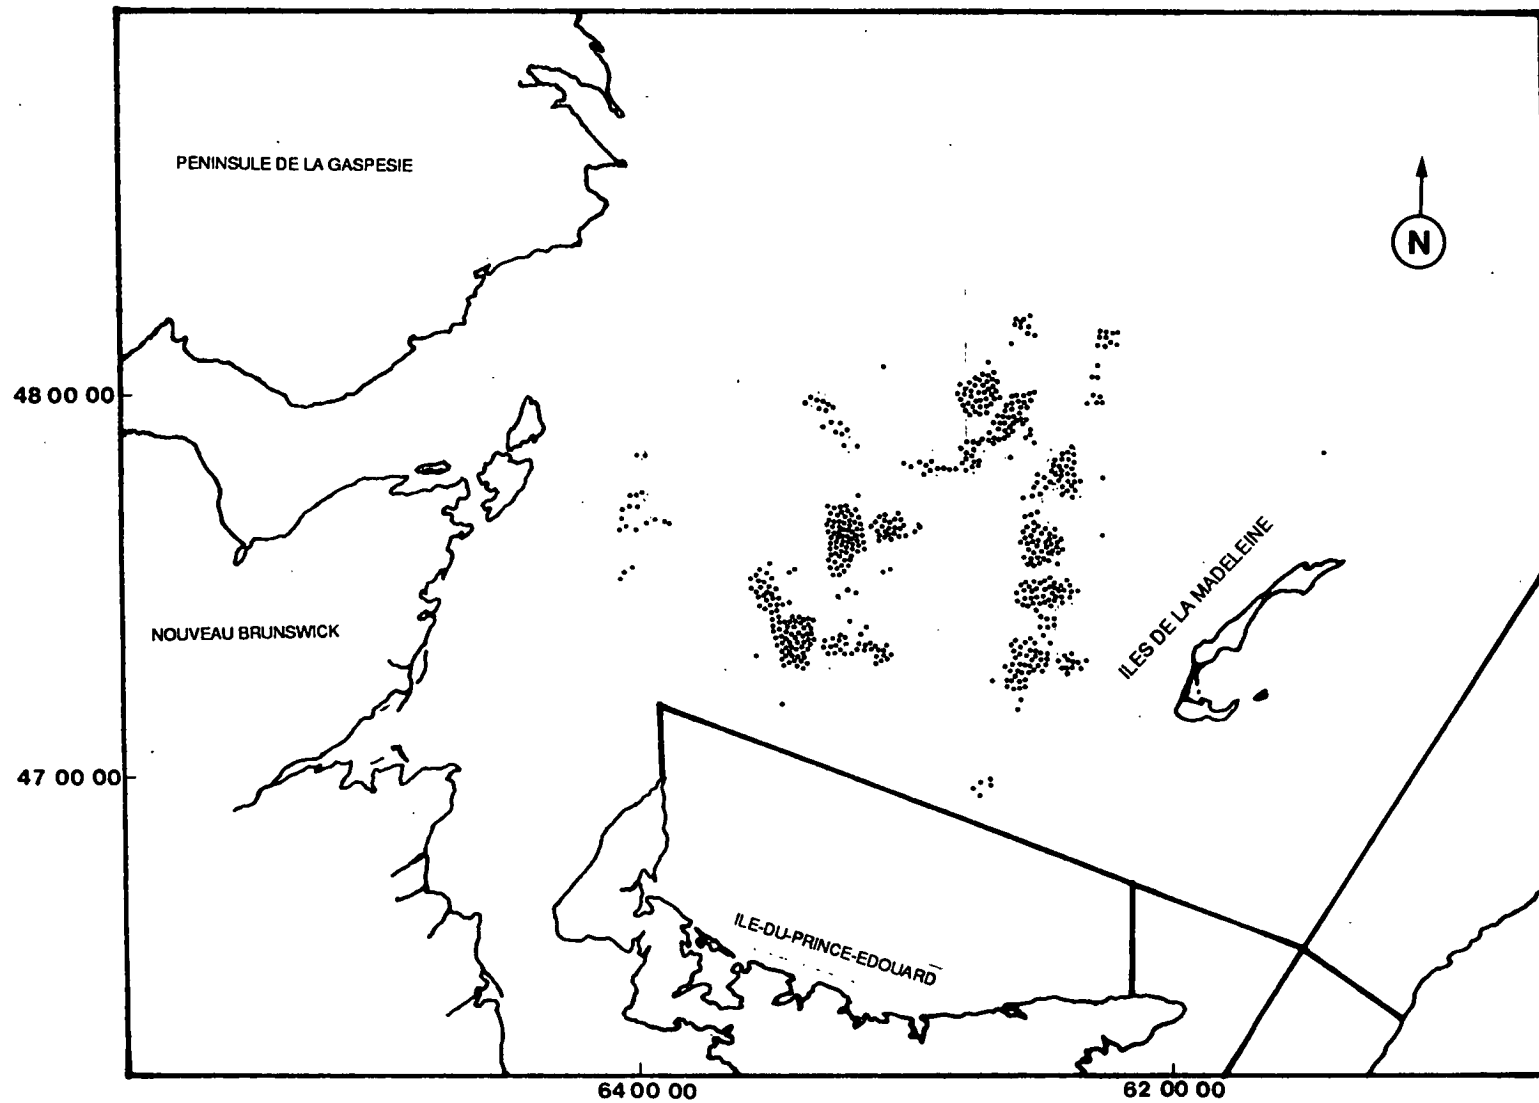 PENINSULE DE LA GASPESIE
N
48 00 00
ILES DE LA MADELEINE
NOUVEAU BRUNSWICK
47 00 00
ILE-DU-PRINCE-EDOUARD
64 00 00
62 00 00